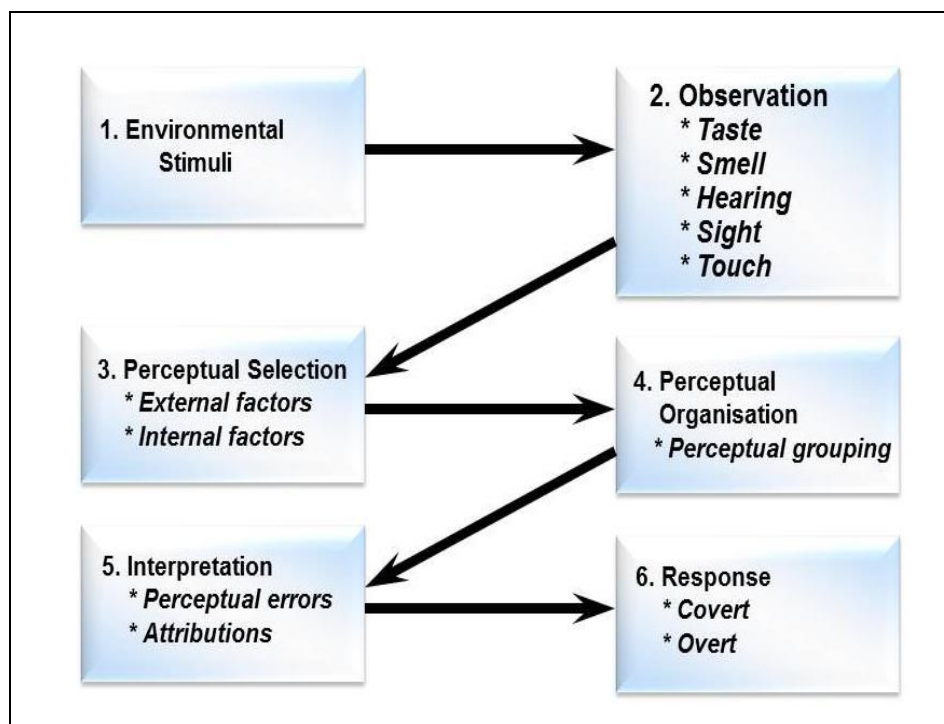 1. Environmental
Stimuli
2. Observation
* Taste
* Smell
* Hearing
* Sight
* Touch
3. Perceptual Selection
* External factors
* Internal factors
4. Perceptual
Organisation
* Perceptual grouping
5. Interpretation
* Perceptual errors
* Attributions
6. Response
* Covert
* Overt